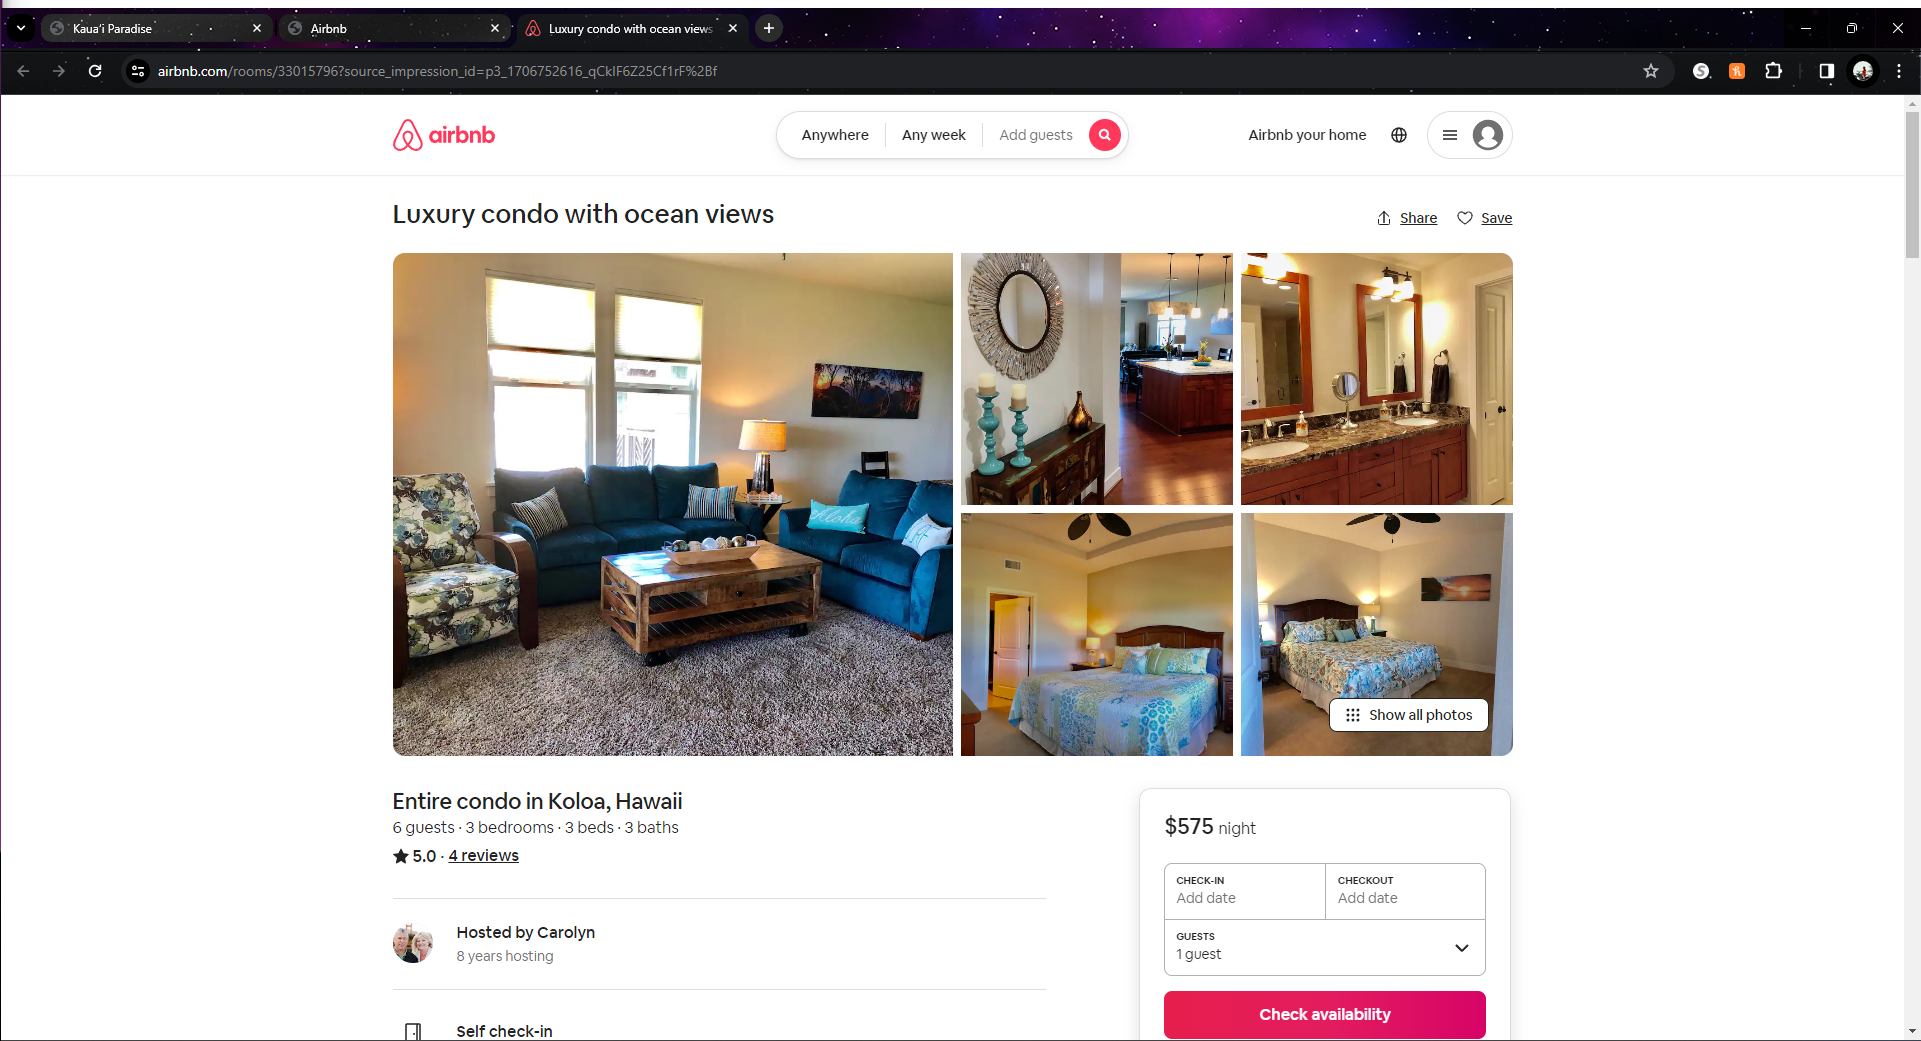 Kaua'i Paradise
Airbnb
Luxury condo with ocean views
airbnb.com/rooms/33015796?source_impression_id=p3_1706752616_qCkIF6Z25Cf1rF%2Bf
airbnb
Anywhere
Any week
Add guests
Airbnb your home
Luxury condo with ocean views
Share
Save
Aloha
Show all photos
Entire condo in Koloa, Hawaii
6 guests · 3 bedrooms · 3 beds · 3 baths
5.0 · 4 reviews
$575 night
CHECK-IN
Add date
CHECKOUT
Add date
GUESTS
1 guest
Check availability
Hosted by Carolyn
8 years hosting
Self check-in